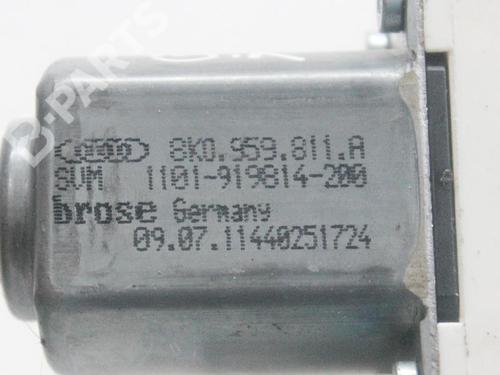 B-PARTS
8K0.959.811.A
SVM 1101-919814-200
brose Germany
09.07.11440251724